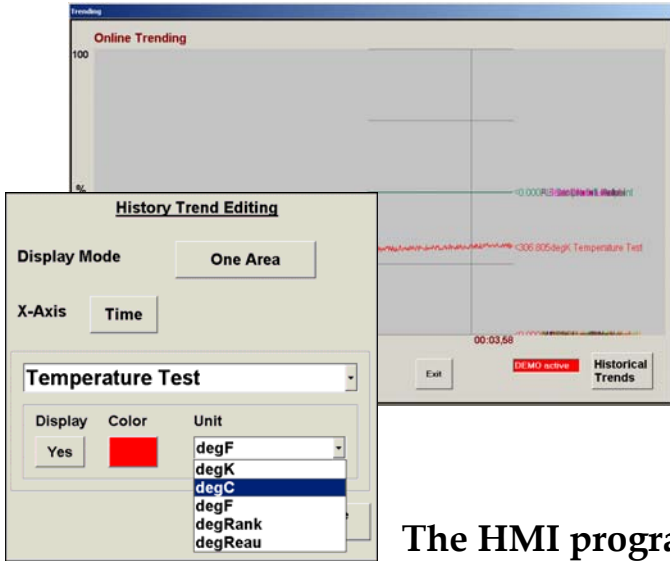 Trending
Online Trending
100
%
<0.000
<306.805degK Temperature Test
00:03,58
Exit
DEMO active
Historical Trends
History Trend Editing
Display Mode
One Area
X-Axis
Time
Temperature Test
Display
Color
Unit
Yes
degF
degK
degC
degF
degRank
degReau
The HMI progra